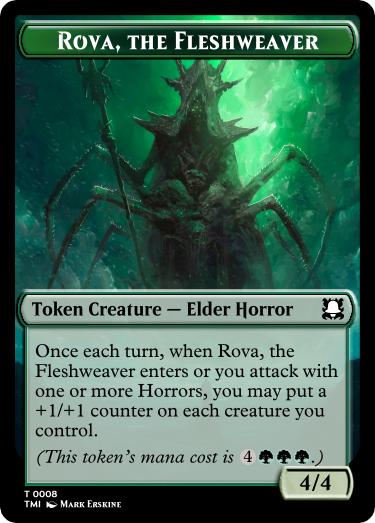 Rova, the Fleshweaver
Token Creature — Elder Horror
Once each turn, when Rova, the
Fleshweaver enters or you attack with
one or more Horrors, you may put a
+1/+1 counter on each creature you
control.
(This token's mana cost is 4.)
4/4
T 0008
TMI Mark Erskine